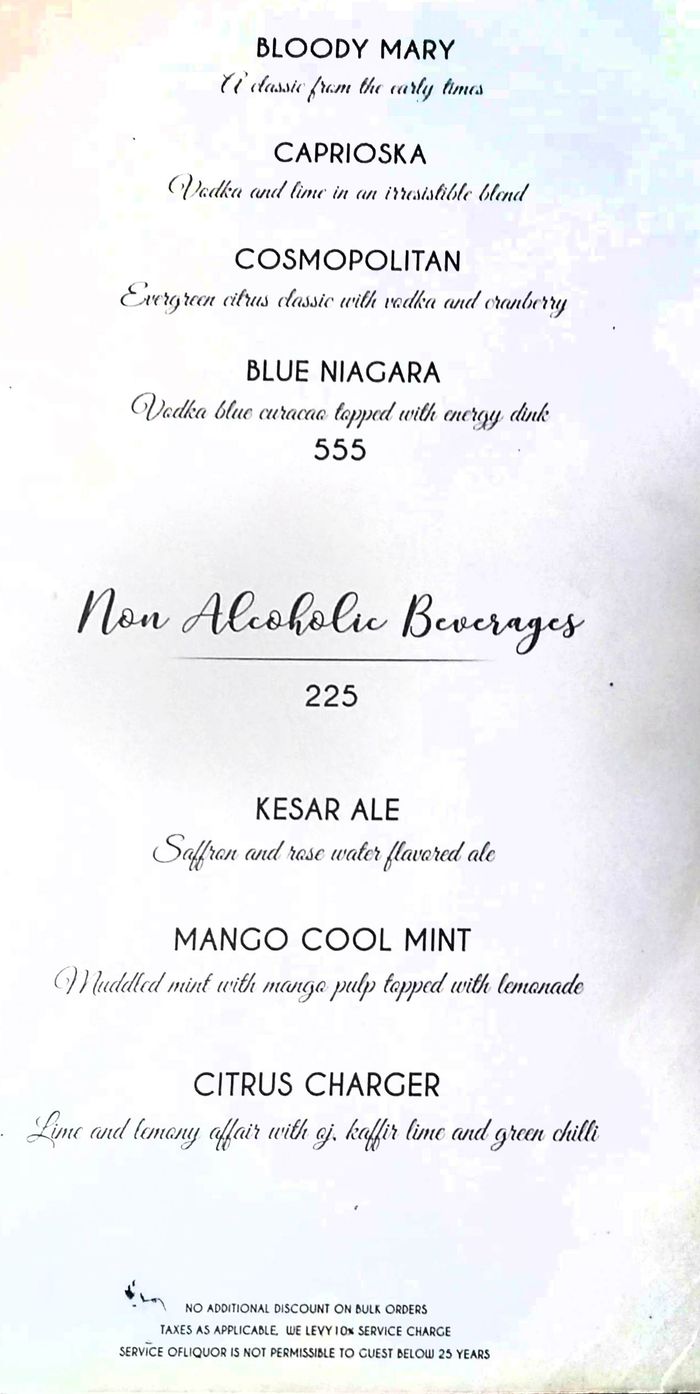 BLOODY MARY
A classic from the early times
CAPRIOSKA
Vodka and lime in an irresistible blend
COSMOPOLITAN
Evergreen citrus classic with vodka and cranberry
BLUE NIAGARA
Vodka blue curacao topped with energy dink
555
Non Alcoholic Beverages
225
KESAR ALE
Saffron and rose water flavored ale
MANGO COOL MINT
Muddled mint with mango pulp topped with lemonade
CITRUS CHARGER
Lime and lemony affair with oj, kaffir lime and green chilli
NO ADDITIONAL DISCOUNT ON BULK ORDERS
TAXES AS APPLICABLE, WE LEVY 10% SERVICE CHARGE
SERVICE OFLIQUOR IS NOT PERMISSIBLE TO GUEST BELOW 25 YEARS